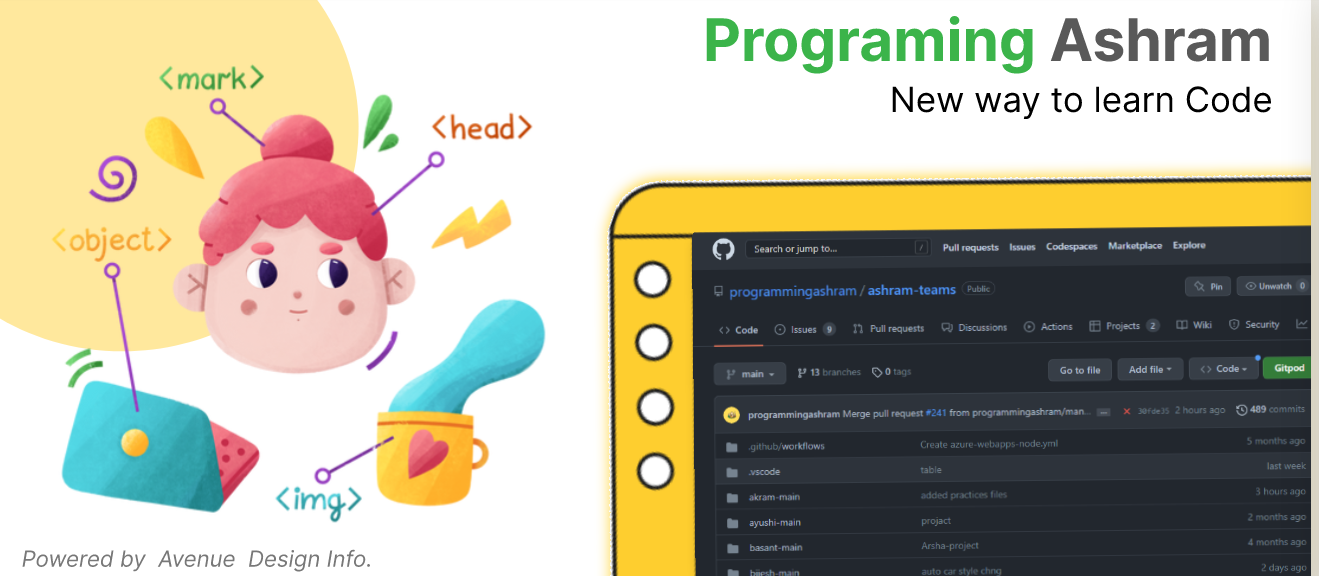 Programing Ashram
New way to learn Code
<mark>
<head>
<object>
<img>
Powered by Avenue Design Info.
Search or jump to... /
Pull requests Issues Codespaces Marketplace Explore
programmingashram / ashram-teams Public
Pin Unwatch 0
Code Issues 9 Pull requests Discussions Actions Projects 2 Wiki Security
main 13 branches 0 tags Go to file Add file Code Gitpod
programmingashram Merge pull request #241 from programmingashram/man... 30fde35 2 hours ago 489 commits
.github/workflows Create azure-webapps-node.yml 5 months ago
.vscode table last week
akram-main added practices files 3 hours ago
ayushi-main projact 2 months ago
basant-main Arsha-project 4 months ago
bijesh-main auto car style chng 2 days ago